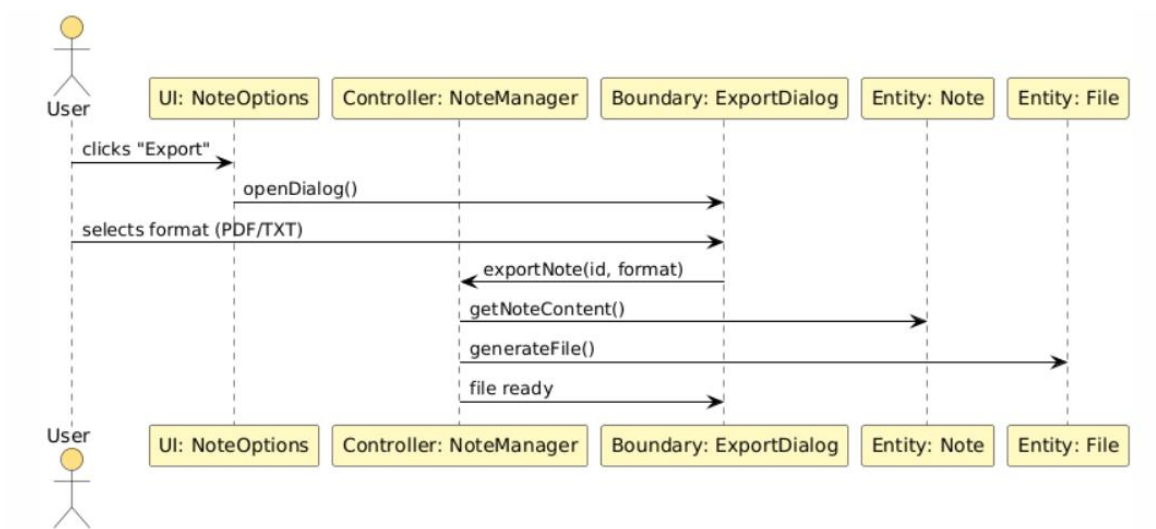 User
UI: NoteOptions
Controller: NoteManager
Boundary: ExportDialog
Entity: Note
Entity: File
clicks "Export"
openDialog()
selects format (PDF/TXT)
exportNote(id, format)
getNoteContent()
generateFile()
file ready
User
UI: NoteOptions
Controller: NoteManager
Boundary: ExportDialog
Entity: Note
Entity: File